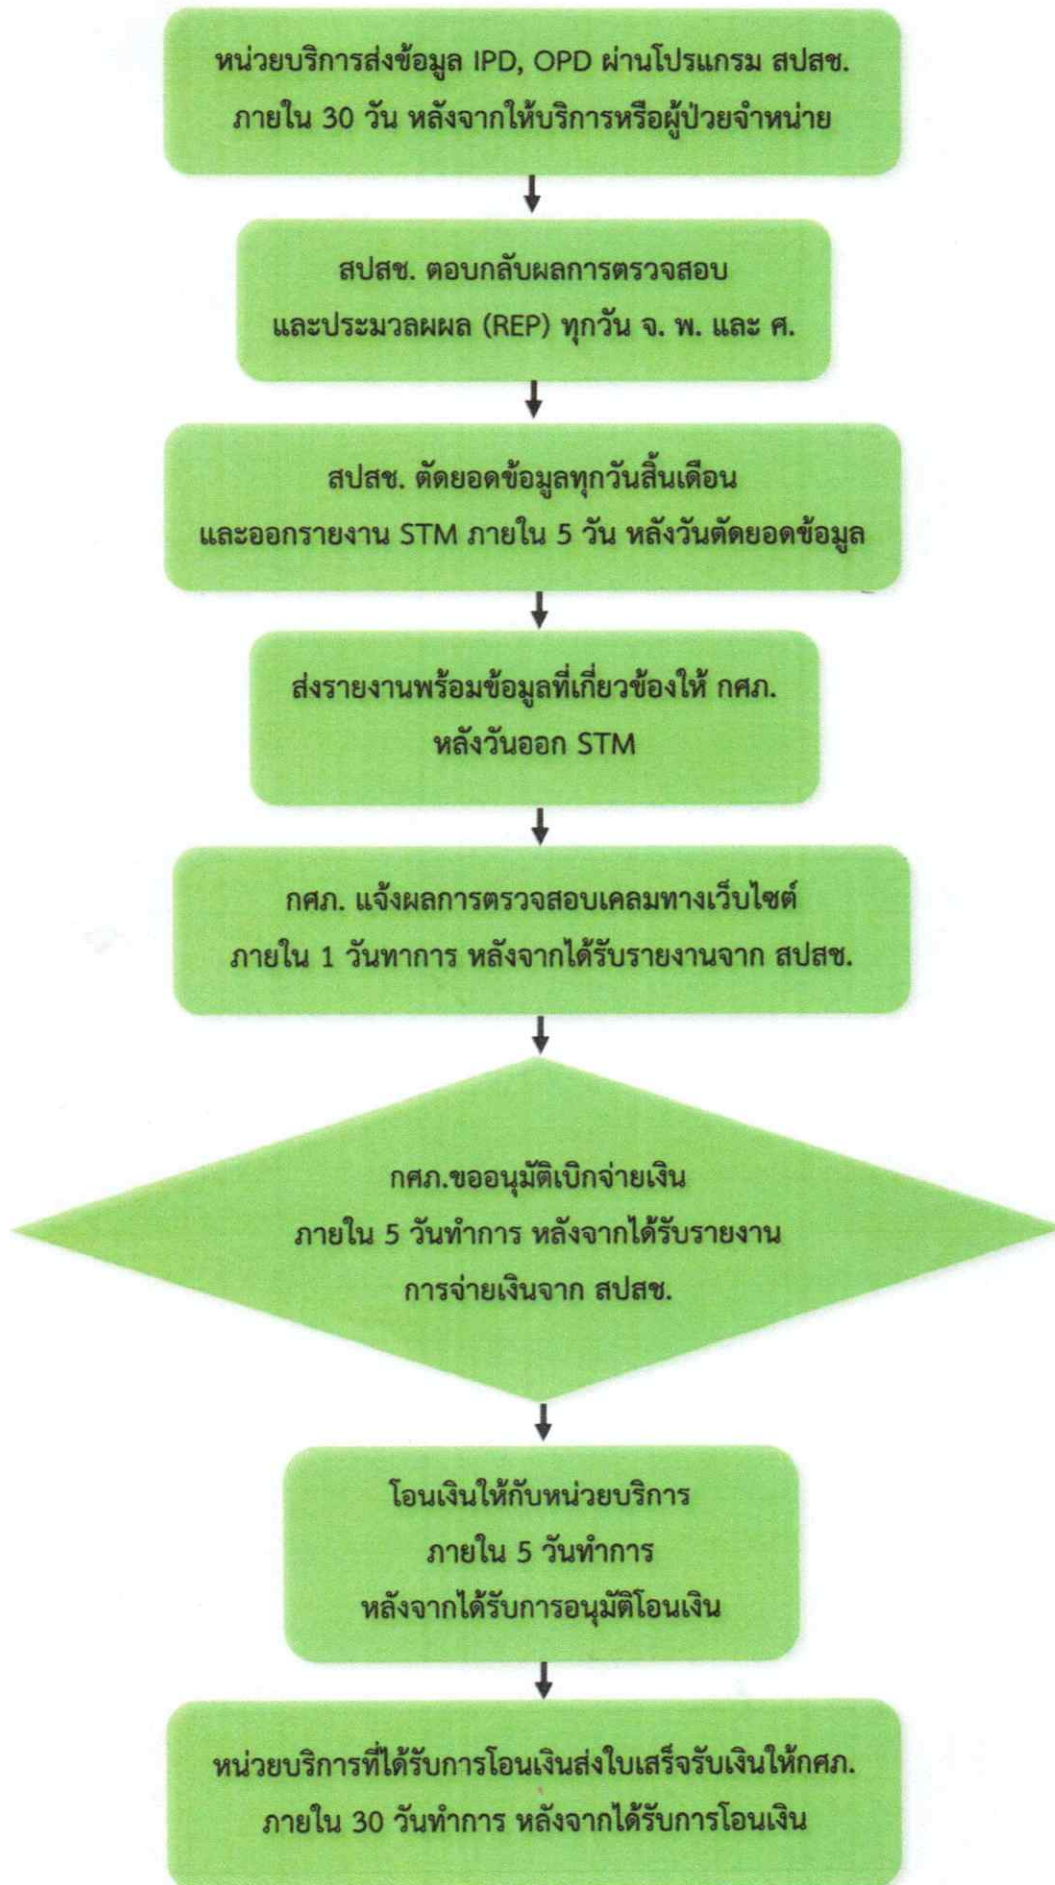 หน่วยบริการส่งข้อมูล IPD, OPD ผ่านโปรแกรม สปสช.
ภายใน 30 วัน หลังจากให้บริการหรือผู้ป่วยจำหน่าย
สปสช. ตอบกลับผลการตรวจสอบ
และประมวลผผล (REP) ทุกวัน จ. พ. และ ศ.
สปสช. ตัดยอดข้อมูลทุกวันสิ้นเดือน
และออกรายงาน STM ภายใน 5 วัน หลังวันตัดยอดข้อมูล
ส่งรายงานพร้อมข้อมูลที่เกี่ยวข้องให้ กศภ.
หลังวันออก STM
กศภ. แจ้งผลการตรวจสอบเคลมทางเว็บไซต์
ภายใน 1 วันทาการ หลังจากได้รับรายงานจาก สปสช.
กศภ.ขออนุมัติเบิกจ่ายเงิน
ภายใน 5 วันทำการ หลังจากได้รับรายงาน
การจ่ายเงินจาก สปสช.
โอนเงินให้กับหน่วยบริการ
ภายใน 5 วันทำการ
หลังจากได้รับการอนุมัติโอนเงิน
หน่วยบริการที่ได้รับการโอนเงินส่งใบเสร็จรับเงินให้กศภ.
ภายใน 30 วันทำการ หลังจากได้รับการโอนเงิน